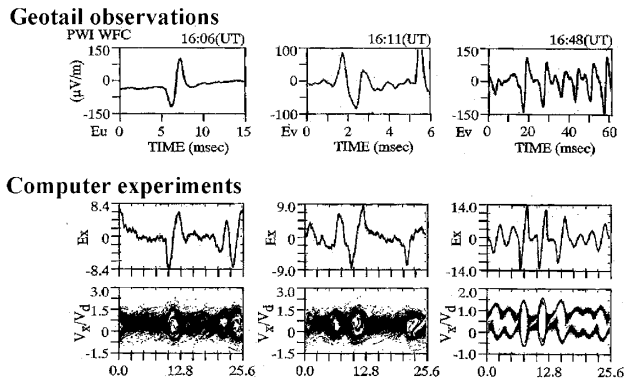 Geotail observations
PWI WFC 16:06(UT) 16:11(UT) 16:48(UT)
150 100 150
(μV/m)
0 0 0
-150 -100 -150
Eu 0 5 10 15 Ev 0 2 4 6 Ev 0 20 40 60
TIME (msec) TIME (msec) TIME (msec)
Computer experiments
8.4 9.0 14.0
Ex 0 Ex 0 Ex 0
-8.4 -9.0 -14.0
3.0 3.0 2.0
Vx/Vd 1.5 Vx/Vd 1.5 Vx/Vd 1.0
0 0 0
-1.5 -1.5 -1.0
0.0 12.8 25.6 0.0 12.8 25.6 0.0 12.8 25.6